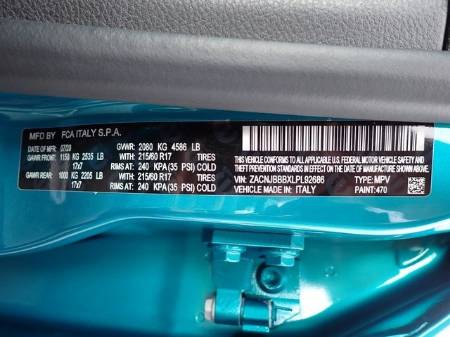 MFD BY FCA ITALY S.P.A.
DATE OF MFR: 07/20 GVWR: 2080 KG 4586 LB
GAWR FRONT: 1150 KG 2535 LB WITH: 215/60 R17 TIRES
17x7 RIMS AT: 240 KPA(35 PSI) COLD
GAWR REAR: 1000 KG 2205 LB WITH: 215/60 R17 TIRES
17x7 RIMS AT: 240 KPA(35 PSI) COLD
THIS VEHICLE CONFORMS TO ALL APPLICABLE FEDERAL MOTOR VEHICLE SAFETY
AND THEFT PREVENTION STANDARDS IN EFFECT ON THE DATE OF MANUFACTURE SHOWN ABOVE.
VIN: ZACNJBBBXLPL92686 TYPE: MPV
VEHICLE MADE IN: ITALY PAINT:470